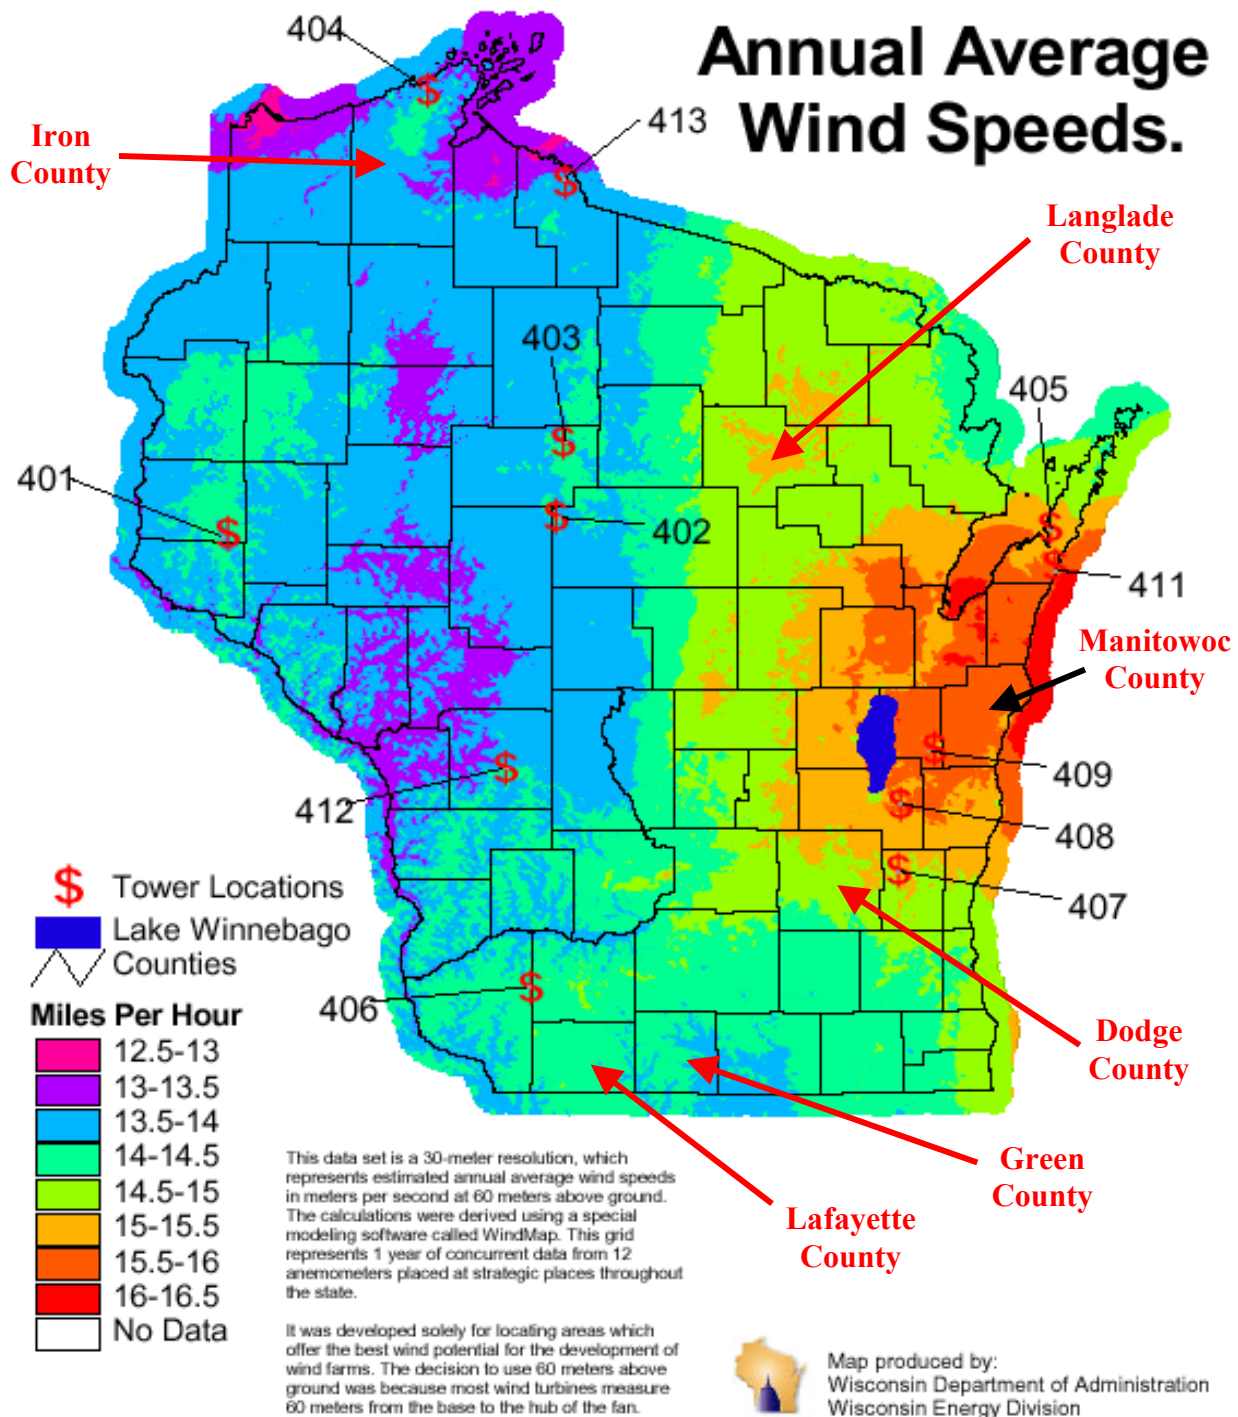 Annual Average
Wind Speeds.
404
413
Iron
County
Langlade
County
403
405
401
402
411
Manitowoc
County
409
412
408
407
$ Tower Locations
Lake Winnebago
Counties
406
Miles Per Hour
12.5-13
13-13.5
13.5-14
14-14.5
14.5-15
15-15.5
15.5-16
16-16.5
No Data
Dodge
County
Green
County
Lafayette
County
This data set is a 30-meter resolution, which
represents estimated annual average wind speeds
in meters per second at 60 meters above ground.
The calculations were derived using a special
modeling software called WindMap. This grid
represents 1 year of concurrent data from 12
anemometers placed at strategic places throughout
the state.
It was developed solely for locating areas which
offer the best wind potential for the development of
wind farms. The decision to use 60 meters above
ground was because most wind turbines measure
60 meters from the base to the hub of the fan.
Map produced by:
Wisconsin Department of Administration
Wisconsin Energy Division